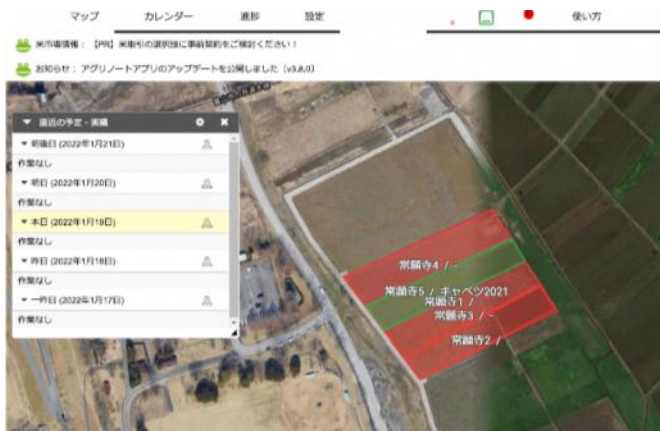 マップ カレンダー 進捗 設定 使い方
米市場情報： 【PR】米取引の選択肢に事前契約をご検討ください！
お知らせ： アグリノートアプリのアップデートを公開しました（v3.8.0）
直近の予定・実績
明後日 (2022年1月21日)
作業なし
明日 (2022年1月20日)
作業なし
本日 (2022年1月19日)
作業なし
昨日 (2022年1月18日)
作業なし
一昨日 (2022年1月17日)
作業なし
常願寺4 / -
常願寺5 / キャベツ2021
常願寺1 /
常願寺3 / -
常願寺2 /